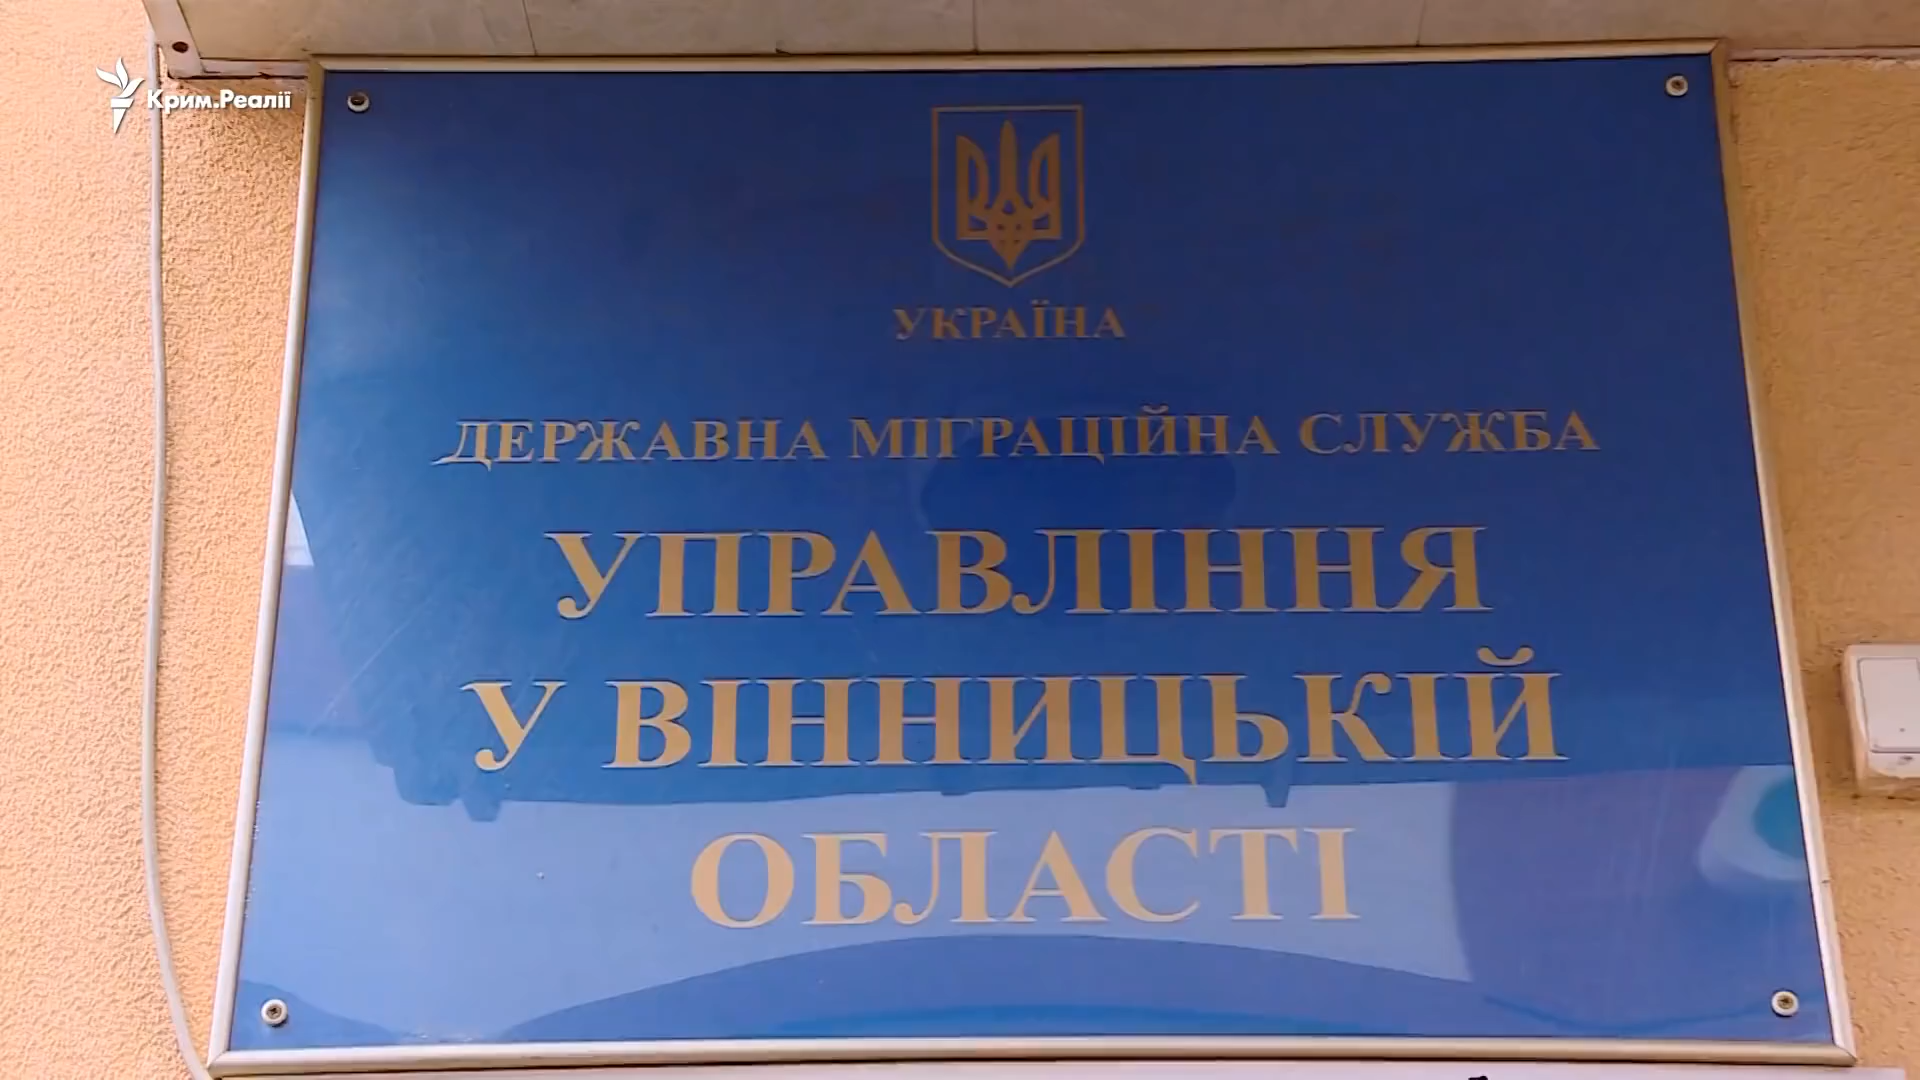 Крим.Реалії
УКРАЇНА
ДЕРЖАВНА МІГРАЦІЙНА СЛУЖБА
УПРАВЛІННЯ
У ВІННИЦЬКІЙ
ОБЛАСТІ